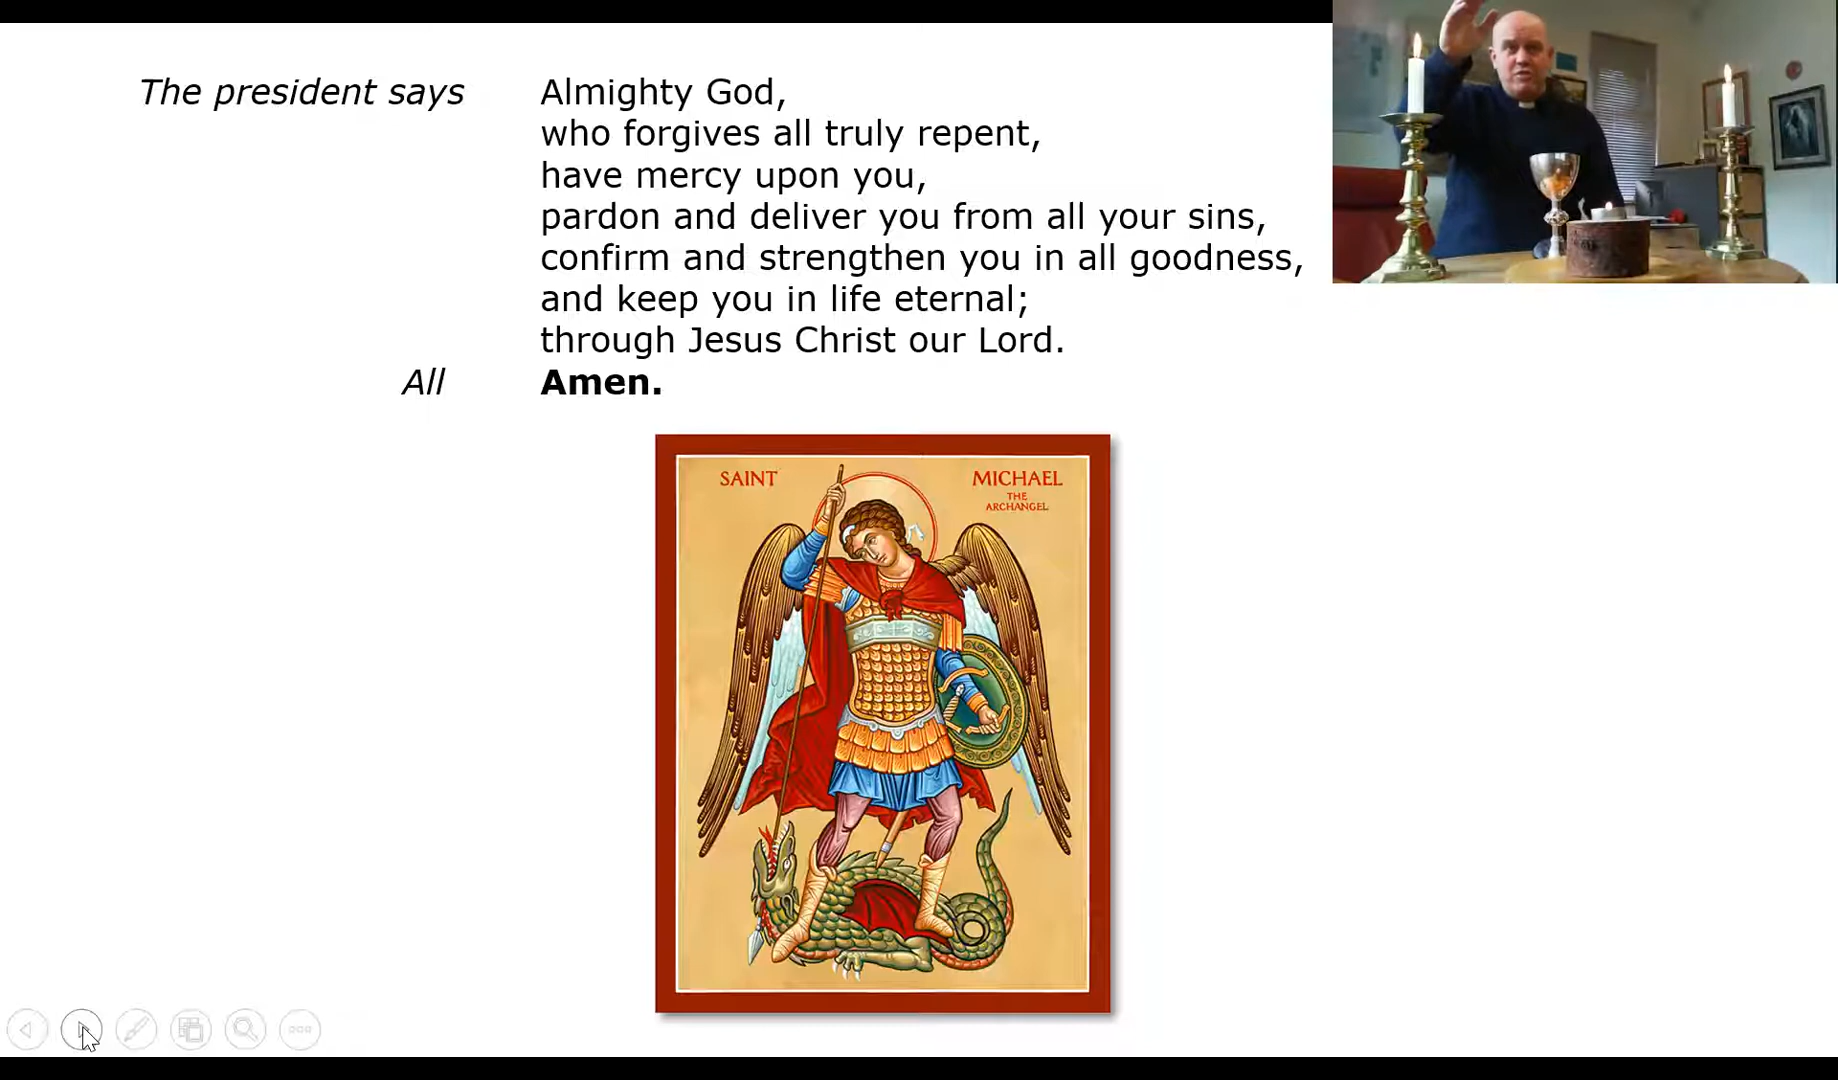 The president says Almighty God,
who forgives all truly repent,
have mercy upon you,
pardon and deliver you from all your sins,
confirm and strengthen you in all goodness,
and keep you in life eternal;
through Jesus Christ our Lord.
All Amen.
SAINT MICHAEL
THE
ARCHANGEL